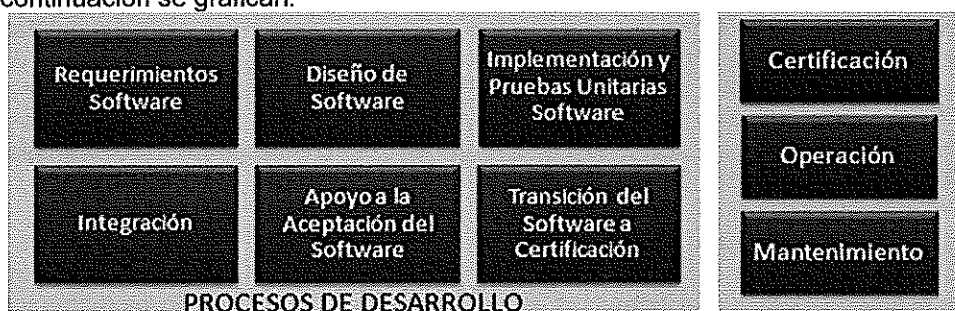 continuación se grafican:
Requerimientos
Software
Diseño de
Software
Implementación y
Pruebas Unitarias
Software
Integración
Apoyo a la
Aceptación del
Software
Transición del
Software a
Certificación
PROCESOS DE DESARROLLO
Certificación
Operación
Mantenimiento